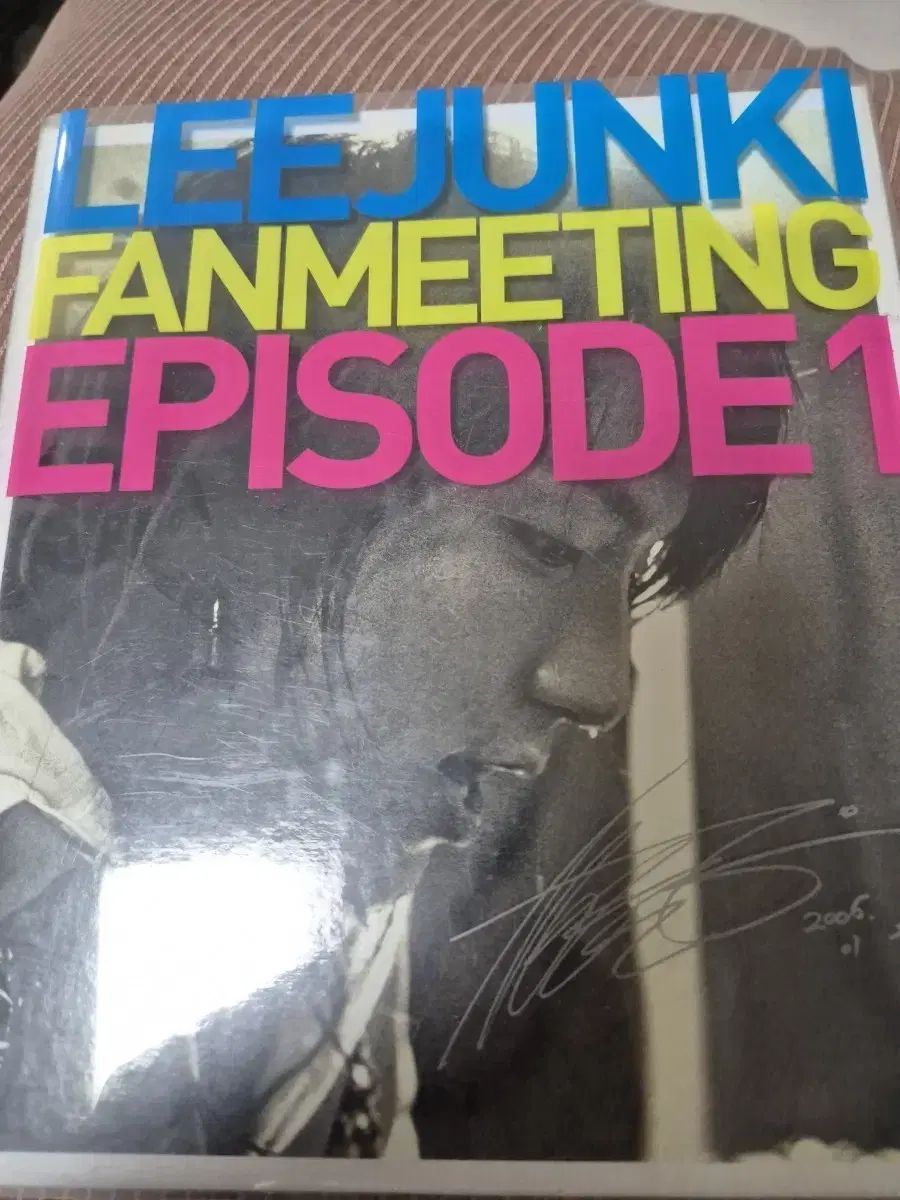 LEEJUNKI
FANMEETING
EPISODE 1
2006.
01